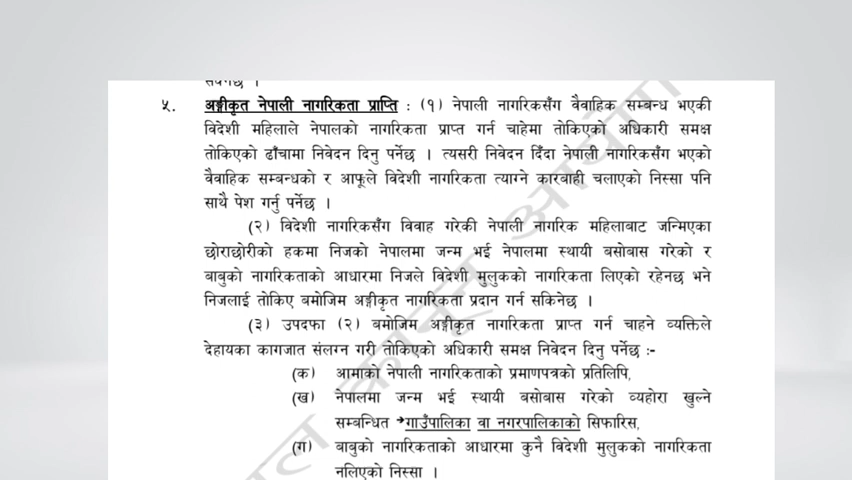 ५. अङ्गीकृत नेपाली नागरिकता प्राप्ति : (१) नेपाली नागरिकसँग वैवाहिक सम्बन्ध भएकी
विदेशी महिलाले नेपालको नागरिकता प्राप्त गर्न चाहेमा तोकिएको अधिकारी समक्ष
तोकिएको ढाँचामा निवेदन दिनु पर्नेछ । त्यसरी निवेदन दिँदा नेपाली नागरिकसँग भएको
वैवाहिक सम्बन्धको र आफूले विदेशी नागरिकता त्याग्ने कारबाही चलाएको निस्सा पनि
साथै पेश गर्नु पर्नेछ ।
(२) विदेशी नागरिकसँग विवाह गरेकी नेपाली नागरिक महिलाबाट जन्मिएका
छोराछोरीको हकमा निजको नेपालमा जन्म भई नेपालमा स्थायी बसोबास गरेको र
बाबुको नागरिकताको आधारमा निजले विदेशी मुलुकको नागरिकता लिएको रहेनछ भने
निजलाई तोकिए बमोजिम अङ्गीकृत नागरिकता प्रदान गर्न सकिनेछ ।
(३) उपदफा (२) बमोजिम अङ्गीकृत नागरिकता प्राप्त गर्न चाहने व्यक्तिले
देहायका कागजात संलग्न गरी तोकिएको अधिकारी समक्ष निवेदन दिनु पर्नेछ :-
(क) आमाको नेपाली नागरिकताको प्रमाणपत्रको प्रतिलिपि,
(ख) नेपालमा जन्म भई स्थायी बसोबास गरेको व्यहोरा खुल्ने
सम्बन्धित →गाउँपालिका वा नगरपालिकाको सिफारिस,
(ग) बाबुको नागरिकताको आधारमा कुनै विदेशी मुलुकको नागरिकता
नलिएको निस्सा ।